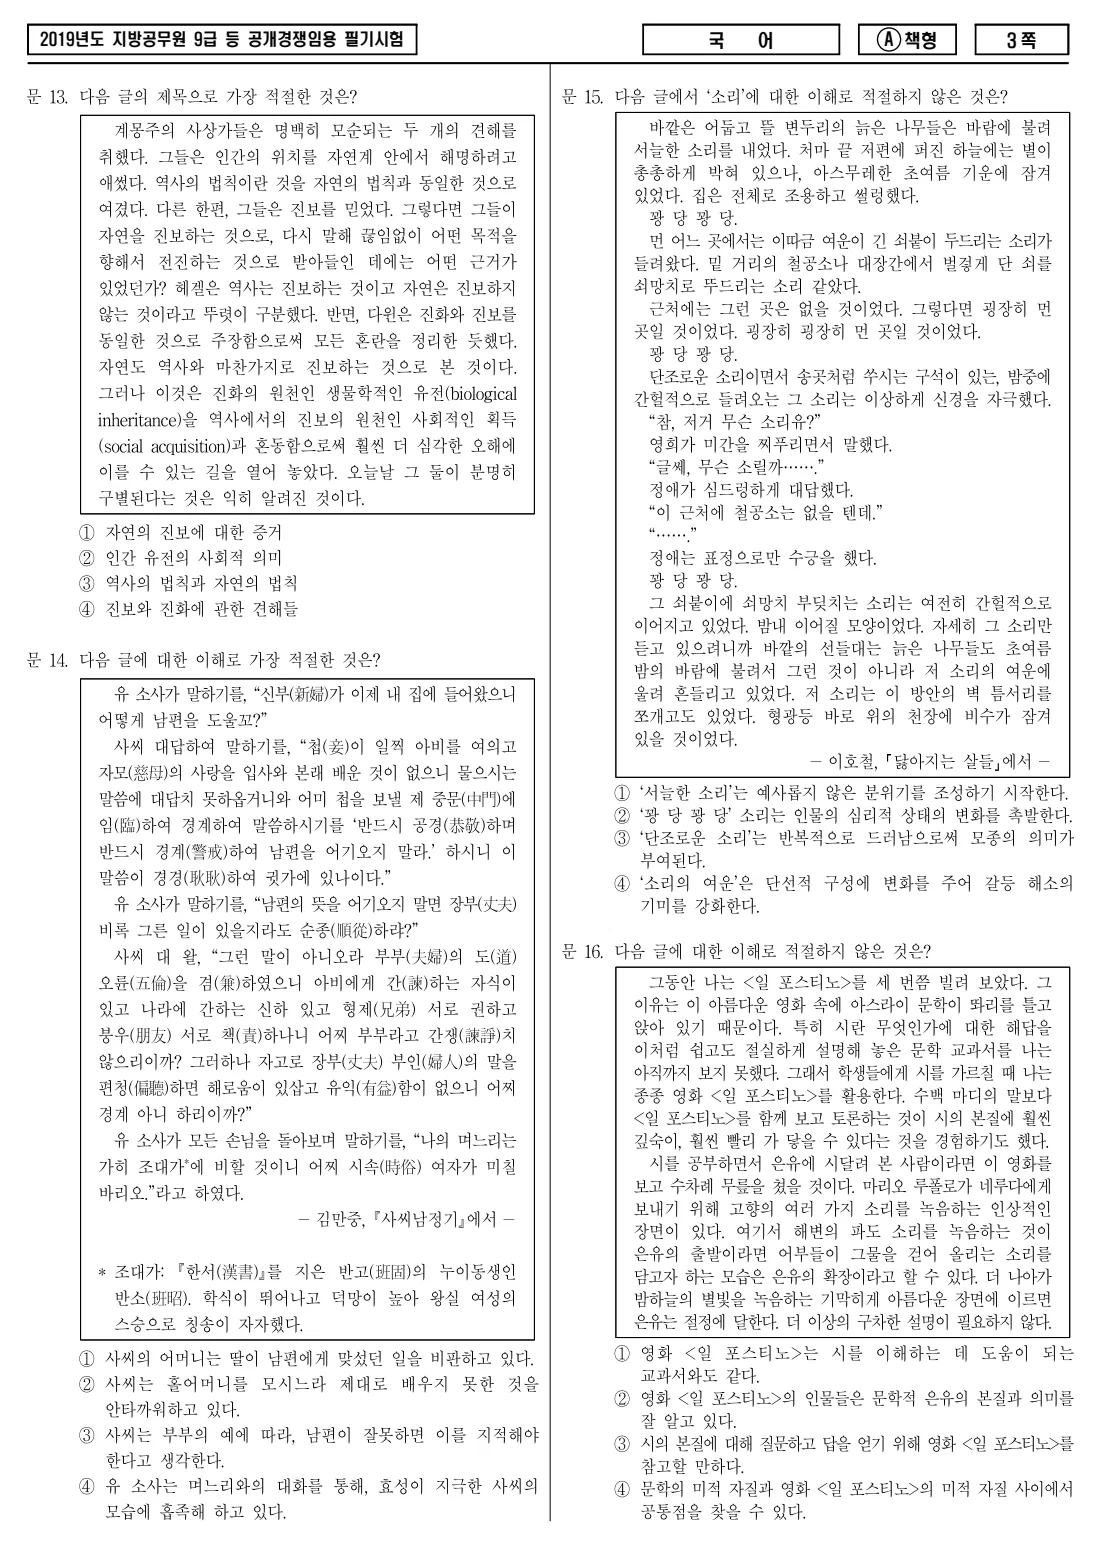 2019년도 지방공무원 9급 등 공개경쟁임용 필기시험
국 어
Ⓐ 책형
3 쪽
문 13. 다음 글의 제목으로 가장 적절한 것은?
계몽주의 사상가들은 명백히 모순되는 두 개의 견해를
취했다. 그들은 인간의 위치를 자연계 안에서 해명하려고
애썼다. 역사의 법칙이란 것을 자연의 법칙과 동일한 것으로
여겼다. 다른 한편, 그들은 진보를 믿었다. 그렇다면 그들이
자연을 진보하는 것으로, 다시 말해 끊임없이 어떤 목적을
향해서 전진하는 것으로 받아들인 데에는 어떤 근거가
있었던가? 헤겔은 역사는 진보하는 것이고 자연은 진보하지
않는 것이라고 뚜렷이 구분했다. 반면, 다윈은 진화와 진보를
동일한 것으로 주장함으로써 모든 혼란을 정리한 듯했다.
자연도 역사와 마찬가지로 진보하는 것으로 본 것이다.
그러나 이것은 진화의 원천인 생물학적인 유전(biological
inheritance)을 역사에서의 진보의 원천인 사회적인 획득
(social acquisition)과 혼동함으로써 훨씬 더 심각한 오해에
이를 수 있는 길을 열어 놓았다. 오늘날 그 둘이 분명히
구별된다는 것은 익히 알려진 것이다.
① 자연의 진보에 대한 증거
② 인간 유전의 사회적 의미
③ 역사의 법칙과 자연의 법칙
④ 진보와 진화에 관한 견해들
문 14. 다음 글에 대한 이해로 가장 적절한 것은?
유 소사가 말하기를, “신부(新婦)가 이제 내 집에 들어왔으니
어떻게 남편을 도울꼬?”
사씨 대답하여 말하기를, “첩(妾)이 일찍 아비를 여의고
자모(慈母)의 사랑을 입사와 본래 배운 것이 없으니 물으시는
말씀에 대답치 못하옵거니와 어미 첩을 보낼 제 중문(中門)에
임(臨)하여 경계하여 말씀하시기를 ‘반드시 공경(恭敬)하며
반드시 경계(警戒)하여 남편을 어기오지 말라.’ 하시니 이
말씀이 경경(耿耿)하여 귓가에 있나이다.”
유 소사가 말하기를, “남편의 뜻을 어기오지 말면 장부(丈夫)
비록 그른 일이 있을지라도 순종(順從)하랴?”
사씨 대 왈, “그런 말이 아니오라 부부(夫婦)의 도(道)
오륜(五倫)을 겸(兼)하였으니 아비에게 간(諫)하는 자식이
있고 나라에 간하는 신하 있고 형제(兄弟) 서로 권하고
붕우(朋友) 서로 책(責)하나니 어찌 부부라고 간쟁(諫諍)치
않으리이까? 그러하나 자고로 장부(丈夫) 부인(婦人)의 말을
편청(偏聽)하면 해로움이 있삽고 유익(有益)함이 없으니 어찌
경계 아니 하리이까?”
유 소사가 모든 손님을 돌아보며 말하기를, “나의 며느리는
가히 조대가*에 비할 것이니 어찌 시속(時俗) 여자가 미칠
바리오.”라고 하였다.
－ 김만중, 『사씨남정기』에서 －
* 조대가: 『한서(漢書)』를 지은 반고(班固)의 누이동생인
반소(班昭). 학식이 뛰어나고 덕망이 높아 왕실 여성의
스승으로 칭송이 자자했다.
① 사씨의 어머니는 딸이 남편에게 맞섰던 일을 비판하고 있다.
② 사씨는 홀어머니를 모시느라 제대로 배우지 못한 것을
안타까워하고 있다.
③ 사씨는 부부의 예에 따라, 남편이 잘못하면 이를 지적해야
한다고 생각한다.
④ 유 소사는 며느리와의 대화를 통해, 효성이 지극한 사씨의
모습에 흡족해 하고 있다.
문 15. 다음 글에서 ‘소리’에 대한 이해로 적절하지 않은 것은?
바깥은 어둡고 뜰 변두리의 늙은 나무들은 바람에 불려
서늘한 소리를 내었다. 처마 끝 저편에 퍼진 하늘에는 별이
총총하게 박혀 있으나, 아스무레한 초여름 기운에 잠겨
있었다. 집은 전체로 조용하고 썰렁했다.
꽝 당 꽝 당.
먼 어느 곳에서는 이따금 여운이 긴 쇠붙이 두드리는 소리가
들려왔다. 밑 거리의 철공소나 대장간에서 벌겋게 단 쇠를
쇠망치로 뚜드리는 소리 같았다.
근처에는 그런 곳은 없을 것이었다. 그렇다면 굉장히 먼
곳일 것이었다. 굉장히 굉장히 먼 곳일 것이었다.
꽝 당 꽝 당.
단조로운 소리이면서 송곳처럼 쑤시는 구석이 있는, 밤중에
간헐적으로 들려오는 그 소리는 이상하게 신경을 자극했다.
“참, 저거 무슨 소리유?”
영희가 미간을 찌푸리면서 말했다.
“글쎄, 무슨 소릴까…….”
정애가 심드렁하게 대답했다.
“이 근처에 철공소는 없을 텐데.”
“…….”
정애는 표정으로만 수긍을 했다.
꽝 당 꽝 당.
그 쇠붙이에 쇠망치 부딪치는 소리는 여전히 간헐적으로
이어지고 있었다. 밤내 이어질 모양이었다. 자세히 그 소리만
듣고 있으려니까 바깥의 선들대는 늙은 나무들도 초여름
밤의 바람에 불려서 그런 것이 아니라 저 소리의 여운에
울려 흔들리고 있었다. 저 소리는 이 방안의 벽 틈서리를
쪼개고도 있었다. 형광등 바로 위의 천장에 비수가 잠겨
있을 것이었다.
－ 이호철, 「닳아지는 살들」에서 －
① ‘서늘한 소리’는 예사롭지 않은 분위기를 조성하기 시작한다.
② ‘꽝 당 꽝 당’ 소리는 인물의 심리적 상태의 변화를 촉발한다.
③ ‘단조로운 소리’는 반복적으로 드러남으로써 모종의 의미가
부여된다.
④ ‘소리의 여운’은 단선적 구성에 변화를 주어 갈등 해소의
기미를 강화한다.
문 16. 다음 글에 대한 이해로 적절하지 않은 것은?
그동안 나는 <일 포스티노>를 세 번쯤 빌려 보았다. 그
이유는 이 아름다운 영화 속에 아스라이 문학이 똬리를 틀고
앉아 있기 때문이다. 특히 시란 무엇인가에 대한 해답을
이처럼 쉽고도 절실하게 설명해 놓은 문학 교과서를 나는
아직까지 보지 못했다. 그래서 학생들에게 시를 가르칠 때 나는
종종 영화 <일 포스티노>를 활용한다. 수백 마디의 말보다
<일 포스티노>를 함께 보고 토론하는 것이 시의 본질에 훨씬
깊숙이, 훨씬 빨리 가 닿을 수 있다는 것을 경험하기도 했다.
시를 공부하면서 은유에 시달려 본 사람이라면 이 영화를
보고 수차례 무릎을 쳤을 것이다. 마리오 루폴로가 네루다에게
보내기 위해 고향의 여러 가지 소리를 녹음하는 인상적인
장면이 있다. 여기서 해변의 파도 소리를 녹음하는 것이
은유의 출발이라면 어부들이 그물을 걷어 올리는 소리를
담고자 하는 모습은 은유의 확장이라고 할 수 있다. 더 나아가
밤하늘의 별빛을 녹음하는 기막히게 아름다운 장면에 이르면
은유는 절정에 달한다. 더 이상의 구차한 설명이 필요하지 않다.
① 영화 <일 포스티노>는 시를 이해하는 데 도움이 되는
교과서와도 같다.
② 영화 <일 포스티노>의 인물들은 문학적 은유의 본질과 의미를
잘 알고 있다.
③ 시의 본질에 대해 질문하고 답을 얻기 위해 영화 <일 포스티노>를
참고할 만하다.
④ 문학의 미적 자질과 영화 <일 포스티노>의 미적 자질 사이에서
공통점을 찾을 수 있다.